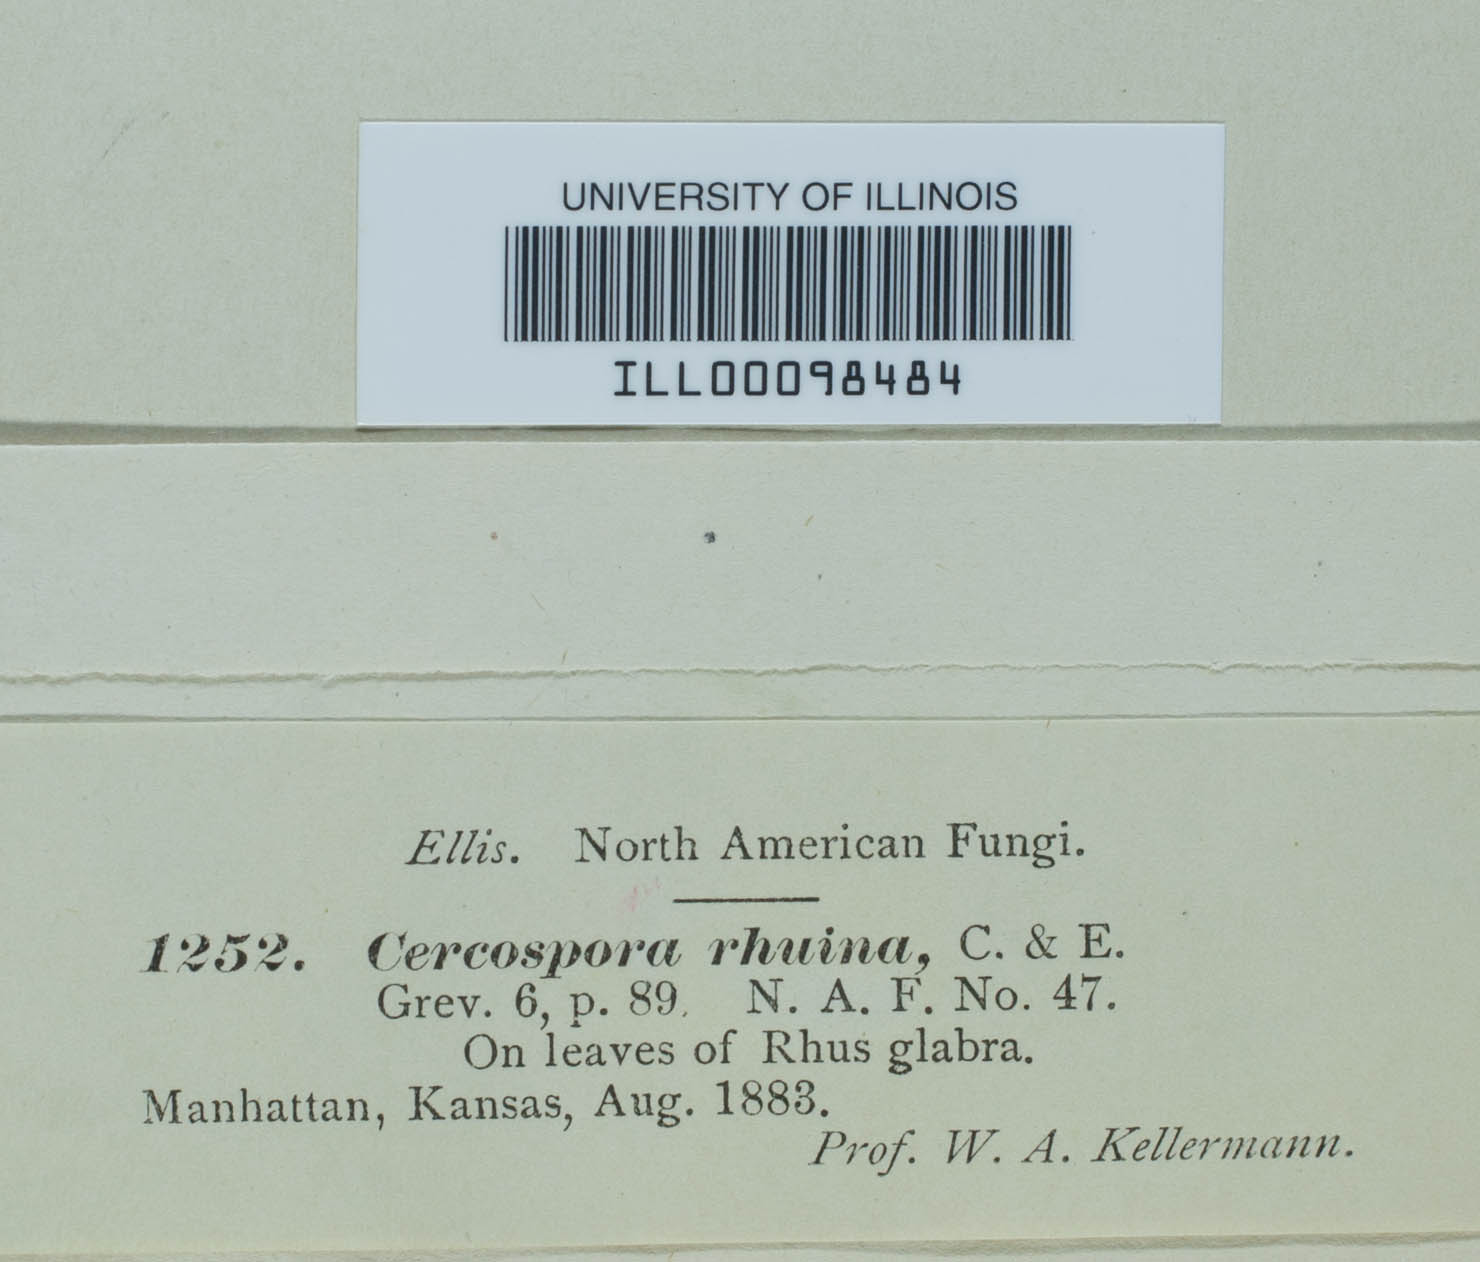 UNIVERSITY OF ILLINOIS
ILL00098484
Ellis. North American Fungi.
1252. Cercospora rhuina, C. & E.
Grev. 6, p. 89. N. A. F. No. 47.
On leaves of Rhus glabra.
Manhattan, Kansas, Aug. 1883.
Prof. W. A. Kellermann.